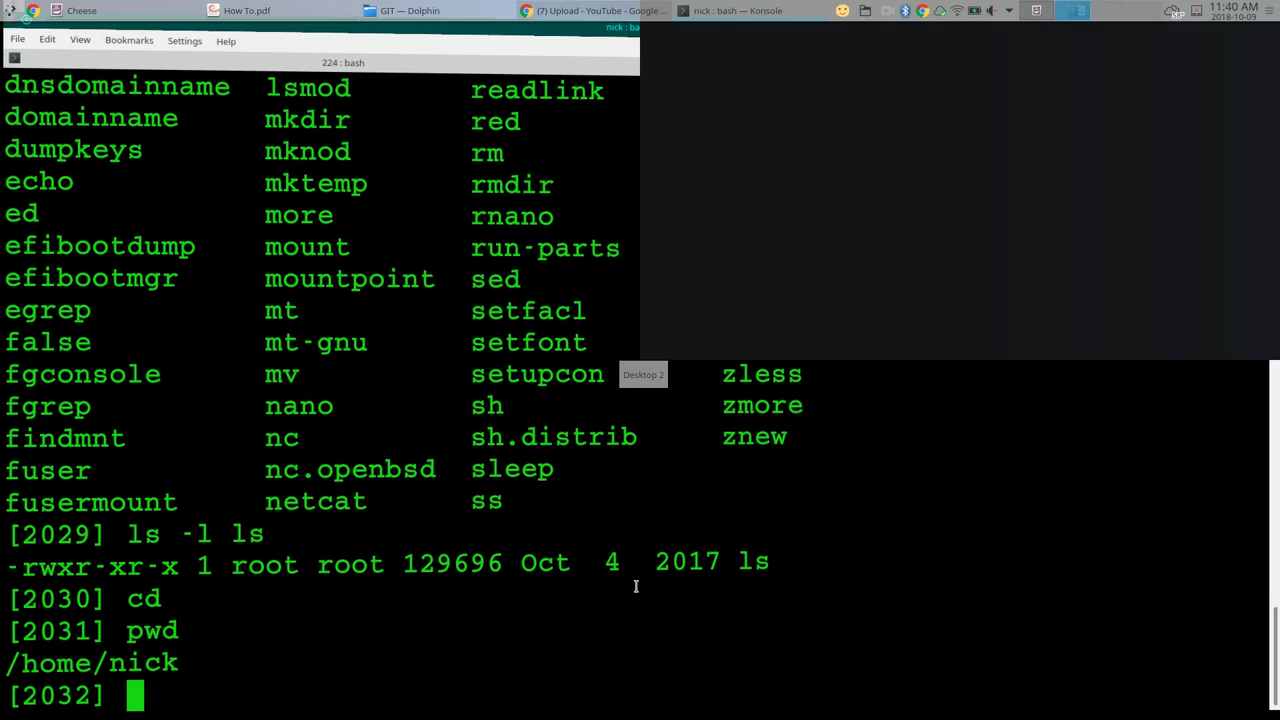 Cheese How To.pdf GIT — Dolphin (7) Upload - YouTube - Google ... nick : bash — Konsole 11:40 AM
58° 2018-10-09
nick : ba
File Edit View Bookmarks Settings Help
224 : bash
dnsdomainname lsmod readlink
domainname mkdir red
dumpkeys mknod rm
echo mktemp rmdir
ed more rnano
efibootdump mount run-parts
efibootmgr mountpoint sed
egrep mt setfacl
false mt-gnu setfont
fgconsole mv setupcon zless
Desktop 2
fgrep nano sh zmore
findmnt nc sh.distrib znew
fuser nc.openbsd sleep
fusermount netcat ss
[2029] ls -l ls
-rwxr-xr-x 1 root root 129696 Oct 4 2017 ls
[2030] cd
[2031] pwd
/home/nick
[2032]